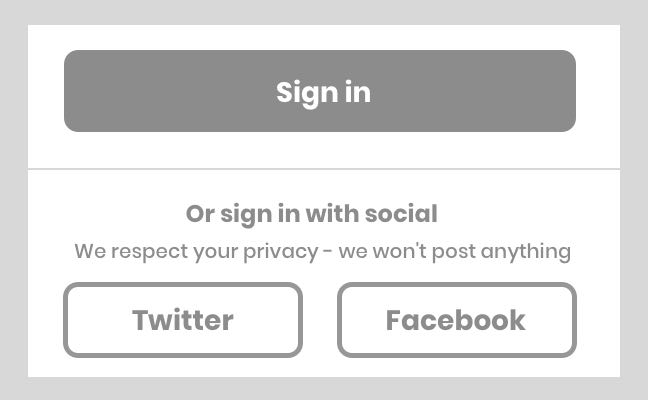 Sign in
Or sign in with social
We respect your privacy - we won't post anything
Twitter
Facebook